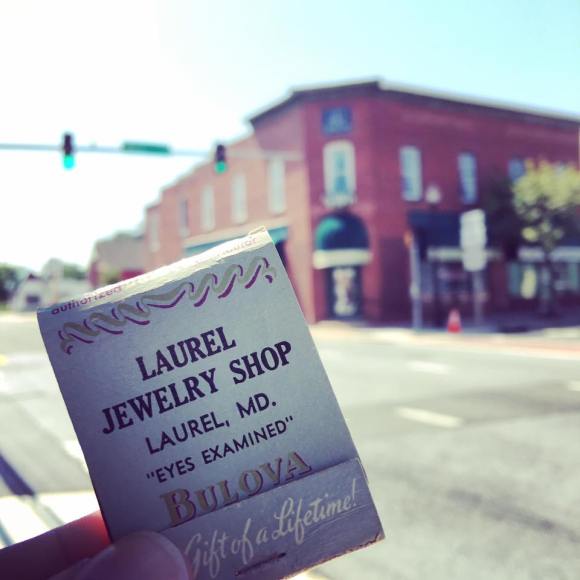 authorized
LAUREL
JEWELRY SHOP
LAUREL, MD.
"EYES EXAMINED"
BULOVA
Gift of a Lifetime!